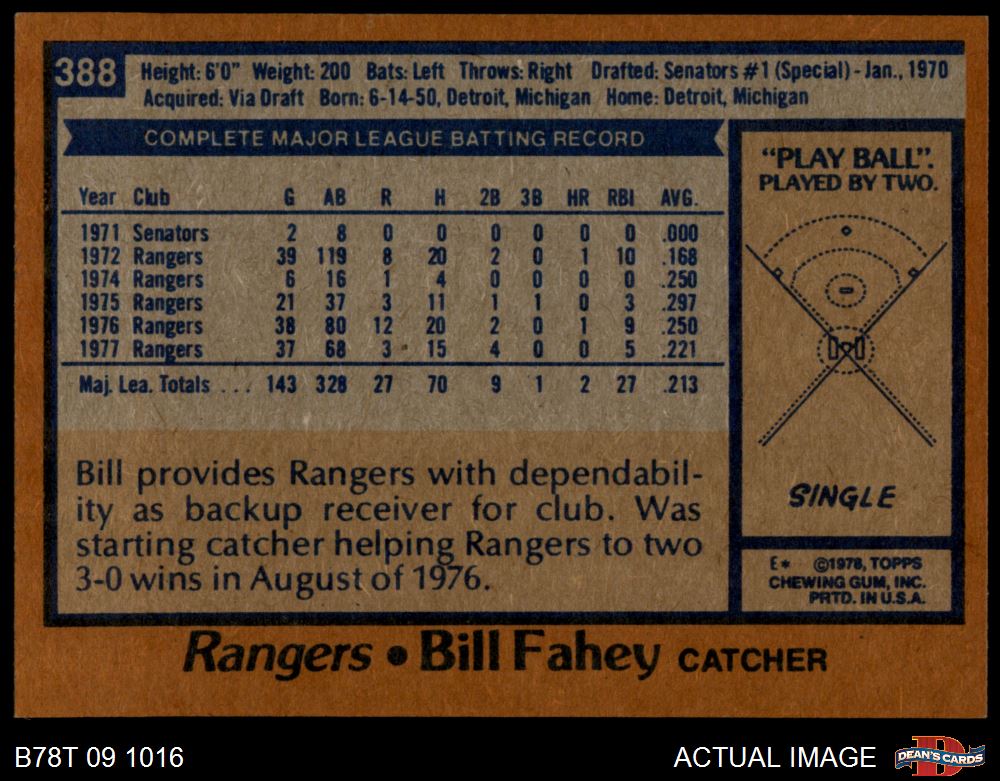 388
Height: 6'0" Weight: 200 Bats: Left Throws: Right Drafted: Senators #1 (Special) - Jan., 1970
Acquired: Via Draft Born: 6-14-50, Detroit, Michigan Home: Detroit, Michigan
COMPLETE MAJOR LEAGUE BATTING RECORD
Year Club G AB R H 2B 3B HR RBI AVG.
1971 Senators 2 8 0 0 0 0 0 0 .000
1972 Rangers 39 119 8 20 2 0 1 10 .168
1974 Rangers 6 16 1 4 0 0 0 0 .250
1975 Rangers 21 37 3 11 1 1 0 3 .297
1976 Rangers 38 80 12 20 2 0 1 9 .250
1977 Rangers 37 68 3 15 4 0 0 5 .221
Maj. Lea. Totals ... 143 328 27 70 9 1 2 27 .213
Bill provides Rangers with dependabil-
ity as backup receiver for club. Was
starting catcher helping Rangers to two
3-0 wins in August of 1976.
"PLAY BALL".
PLAYED BY TWO.
SINGLE
E* ©1978, TOPPS
CHEWING GUM, INC.
PRTD. IN U.S.A.
Rangers • Bill Fahey CATCHER
B78T 09 1016
ACTUAL IMAGE
D
DEAN'S CARDS